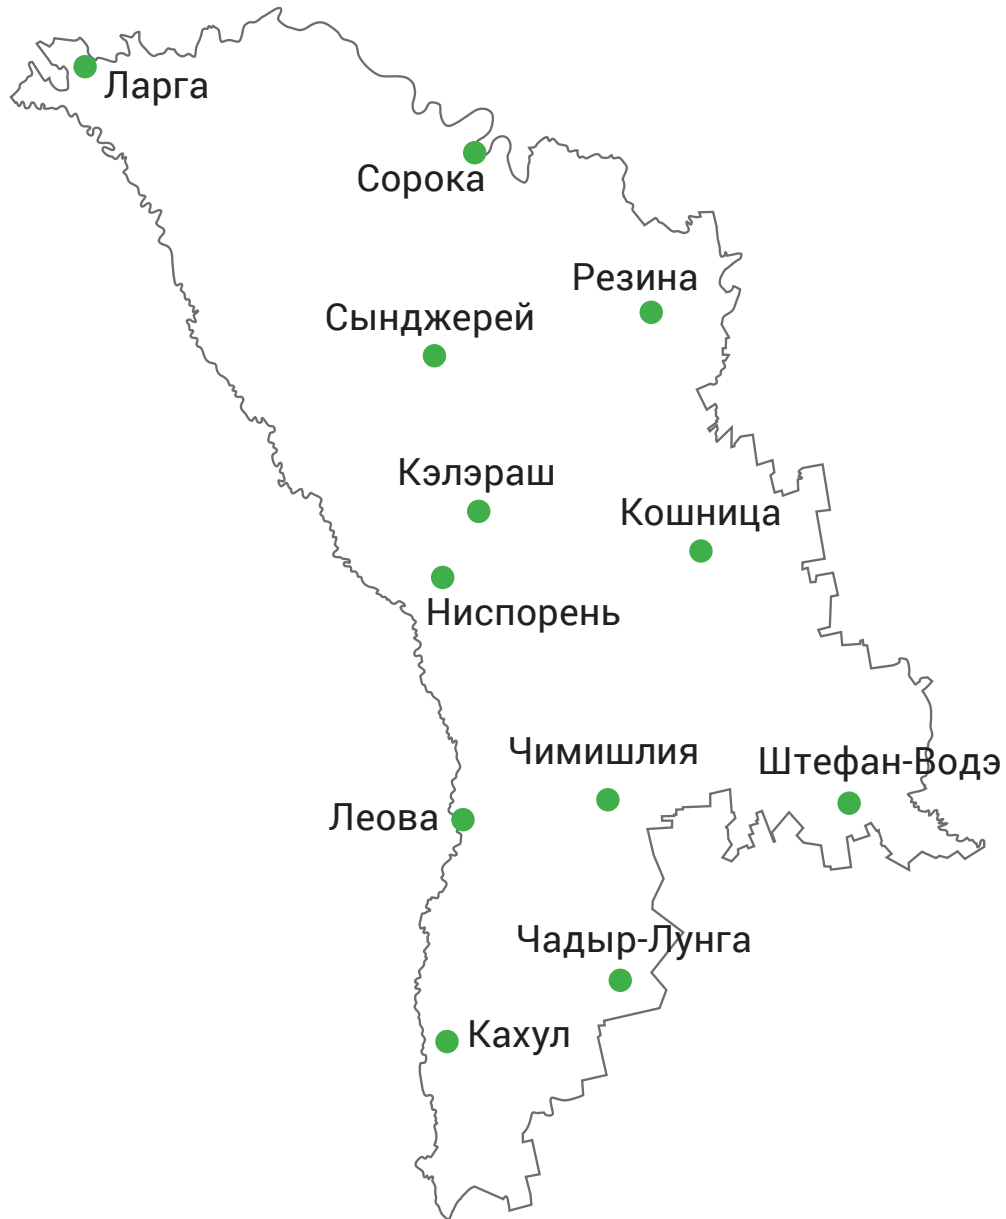 Ларга
Сорока
Резина
Сынджерей
Кэлэраш
Кошница
Ниспорень
Чимишлия
Штефан-Водэ
Леова
Чадыр-Лунга
Кахул